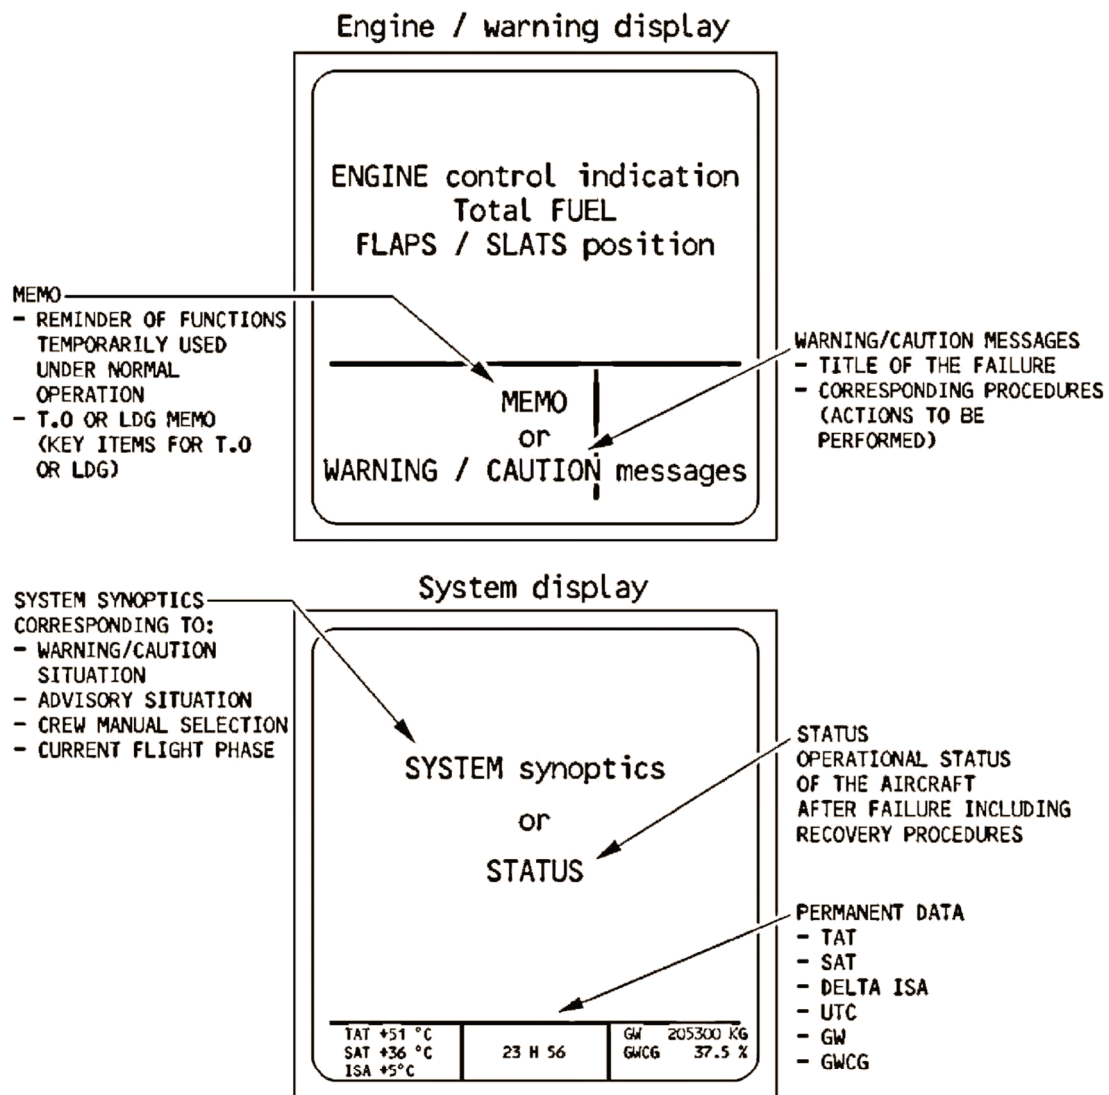 Engine / warning display
ENGINE control indication
Total FUEL
FLAPS / SLATS position
MEMO
- REMINDER OF FUNCTIONS
TEMPORARILY USED
UNDER NORMAL
OPERATION
- T.O OR LDG MEMO
(KEY ITEMS FOR T.O
OR LDG)
MEMO
or
WARNING / CAUTION messages
WARNING/CAUTION MESSAGES
- TITLE OF THE FAILURE
- CORRESPONDING PROCEDURES
(ACTIONS TO BE
PERFORMED)
System display
SYSTEM SYNOPTICS
CORRESPONDING TO:
- WARNING/CAUTION
SITUATION
- ADVISORY SITUATION
- CREW MANUAL SELECTION
- CURRENT FLIGHT PHASE
SYSTEM synoptics
or
STATUS
STATUS
OPERATIONAL STATUS
OF THE AIRCRAFT
AFTER FAILURE INCLUDING
RECOVERY PROCEDURES
PERMANENT DATA
- TAT
- SAT
- DELTA ISA
- UTC
- GW
- GWCG
TAT +51 °C
SAT +36 °C
ISA +5°C
23 H 56
GW 205300 KG
GWCG 37.5 %